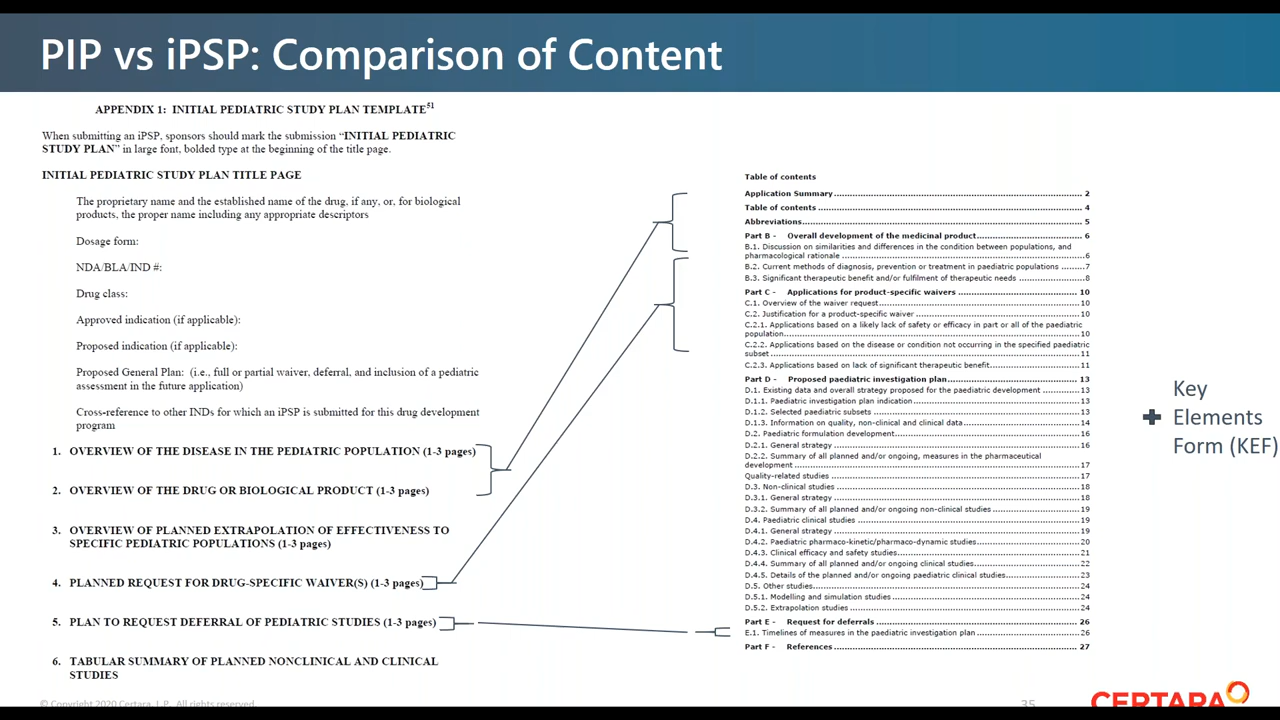 PIP vs iPSP: Comparison of Content
APPENDIX 1: INITIAL PEDIATRIC STUDY PLAN TEMPLATE51
When submitting an iPSP, sponsors should mark the submission “INITIAL PEDIATRIC
STUDY PLAN” in large font, bolded type at the beginning of the title page.
INITIAL PEDIATRIC STUDY PLAN TITLE PAGE
The proprietary name and the established name of the drug, if any, or, for biological
products, the proper name including any appropriate descriptors
Dosage form:
NDA/BLA/IND #:
Drug class:
Approved indication (if applicable):
Proposed indication (if applicable):
Proposed General Plan: (i.e., full or partial waiver, deferral, and inclusion of a pediatric
assessment in the future application)
Cross-reference to other INDs for which an iPSP is submitted for this drug development
program
1. OVERVIEW OF THE DISEASE IN THE PEDIATRIC POPULATION (1-3 pages)
2. OVERVIEW OF THE DRUG OR BIOLOGICAL PRODUCT (1-3 pages)
3. OVERVIEW OF PLANNED EXTRAPOLATION OF EFFECTIVENESS TO
SPECIFIC PEDIATRIC POPULATIONS (1-3 pages)
4. PLANNED REQUEST FOR DRUG-SPECIFIC WAIVER(S) (1-3 pages)
5. PLAN TO REQUEST DEFERRAL OF PEDIATRIC STUDIES (1-3 pages)
6. TABULAR SUMMARY OF PLANNED NONCLINICAL AND CLINICAL
STUDIES
Table of contents
Application Summary 2
Table of contents 4
Abbreviations 5
Part B - Overall development of the medicinal product 6
B.1. Discussion on similarities and differences in the condition between populations, and
pharmacological rationale 6
B.2. Current methods of diagnosis, prevention or treatment in paediatric populations 7
B.3. Significant therapeutic benefit and/or fulfilment of therapeutic needs 8
Part C - Applications for product-specific waivers 10
C.1. Overview of the waiver request 10
C.2. Justification for a product-specific waiver 10
C.2.1. Applications based on a likely lack of safety or efficacy in part or all of the paediatric
population 10
C.2.2. Applications based on the disease or condition not occurring in the specified paediatric
subset 11
C.2.3. Applications based on lack of significant therapeutic benefit 11
Part D - Proposed paediatric investigation plan 13
D.1. Existing data and overall strategy proposed for the paediatric development 13
D.1.1. Paediatric investigation plan indication 13
D.1.2. Selected paediatric subsets 13
D.1.3. Information on quality, non-clinical and clinical data 14
D.2. Paediatric formulation development 16
D.2.1. General strategy 16
D.2.2. Summary of all planned and/or ongoing, measures in the pharmaceutical
development 17
Quality-related studies 17
D.3. Non-clinical studies 18
D.3.1. General strategy 18
D.3.2. Summary of all planned and/or ongoing non-clinical studies 19
D.4. Paediatric clinical studies 19
D.4.1. General strategy 19
D.4.2. Paediatric pharmaco-kinetic/pharmaco-dynamic studies 20
D.4.3. Clinical efficacy and safety studies 21
D.4.4. Summary of all planned and/or ongoing clinical studies 22
D.4.5. Details of the planned and/or ongoing paediatric clinical studies 23
D.5. Other studies 24
D.5.1. Modelling and simulation studies 24
D.5.2. Extrapolation studies 24
Part E - Request for deferrals 26
E.1. Timelines of measures in the paediatric investigation plan 26
Part F - References 27
Key
Elements
Form (KEF)
© Copyright 2020 Certara, L.P. All rights reserved.
35
CERTARA